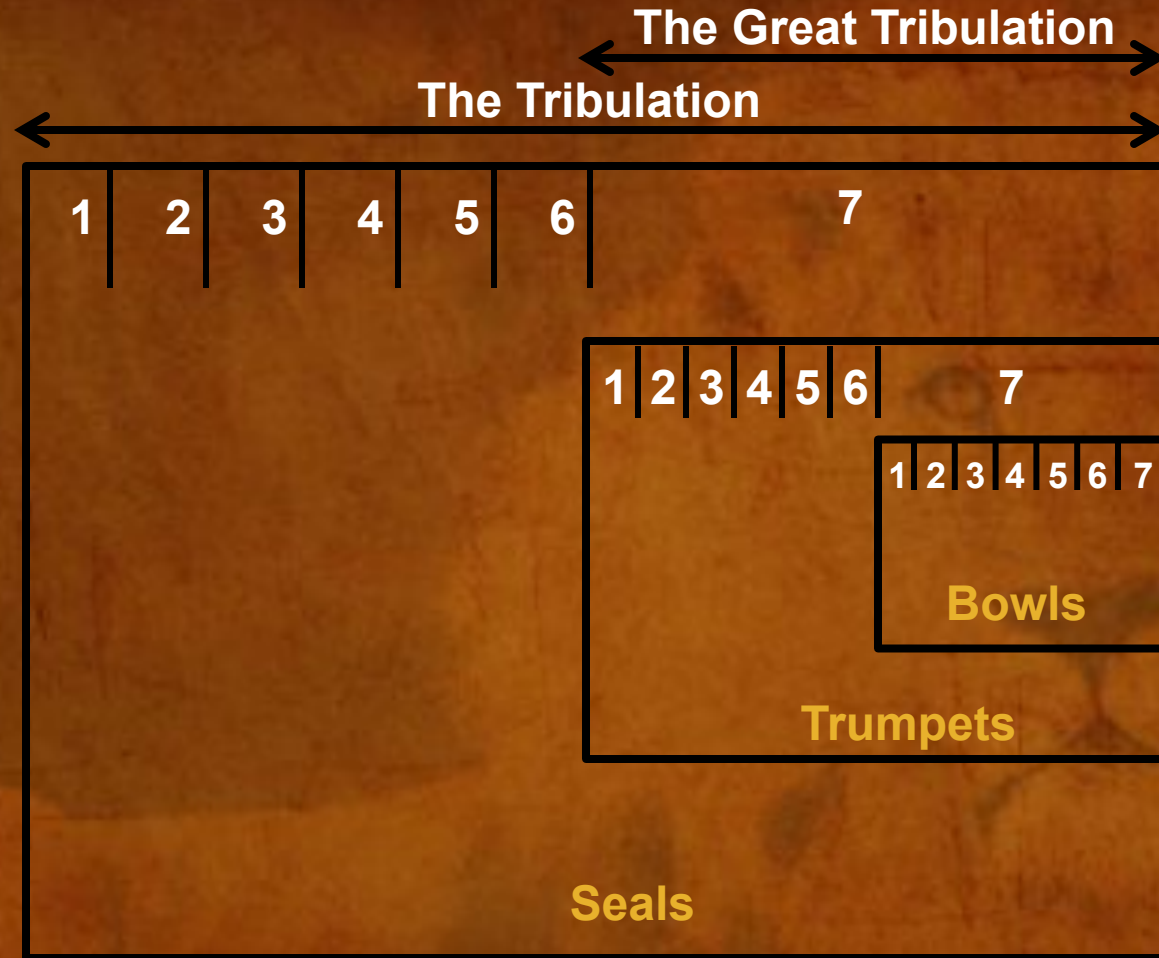 The Great Tribulation
The Tribulation
1 2 3 4 5 6 7
1 2 3 4 5 6 7
1 2 3 4 5 6 7
Bowls
Trumpets
Seals